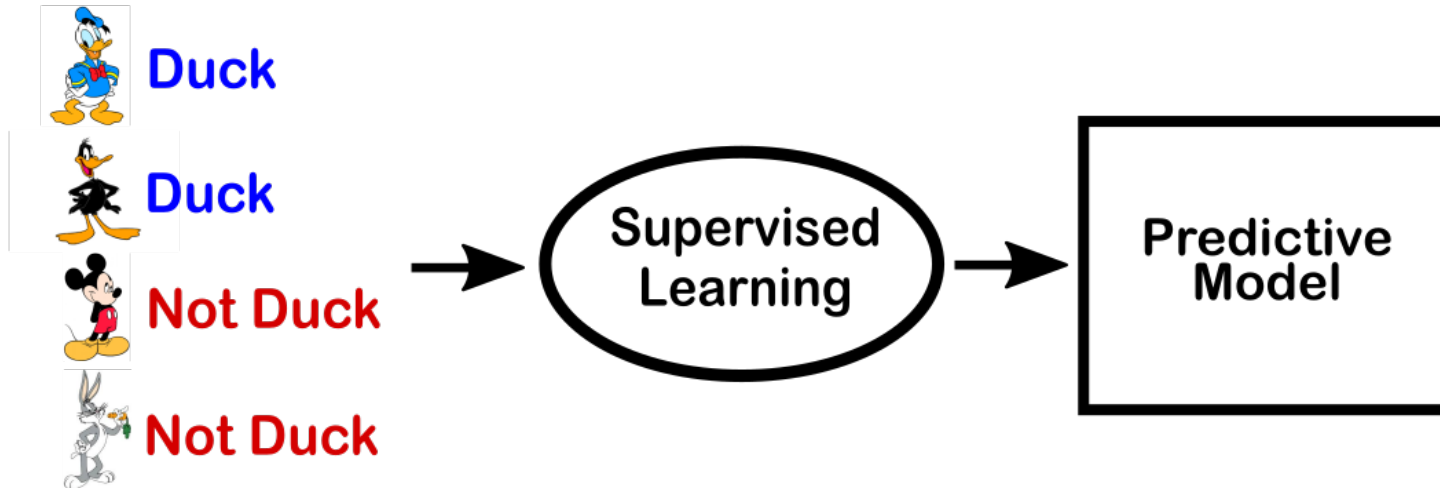 Duck
Duck
Not Duck
Not Duck
Supervised
Learning
Predictive
Model